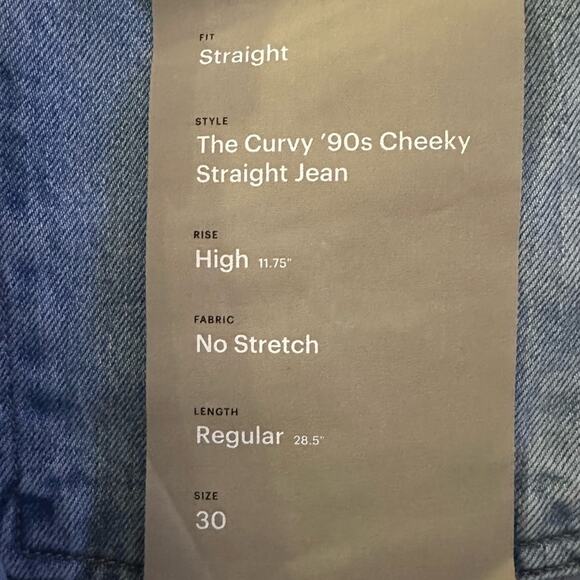 FIT
Straight
STYLE
The Curvy ’90s Cheeky
Straight Jean
RISE
High 11.75"
FABRIC
No Stretch
LENGTH
Regular 28.5"
SIZE
30